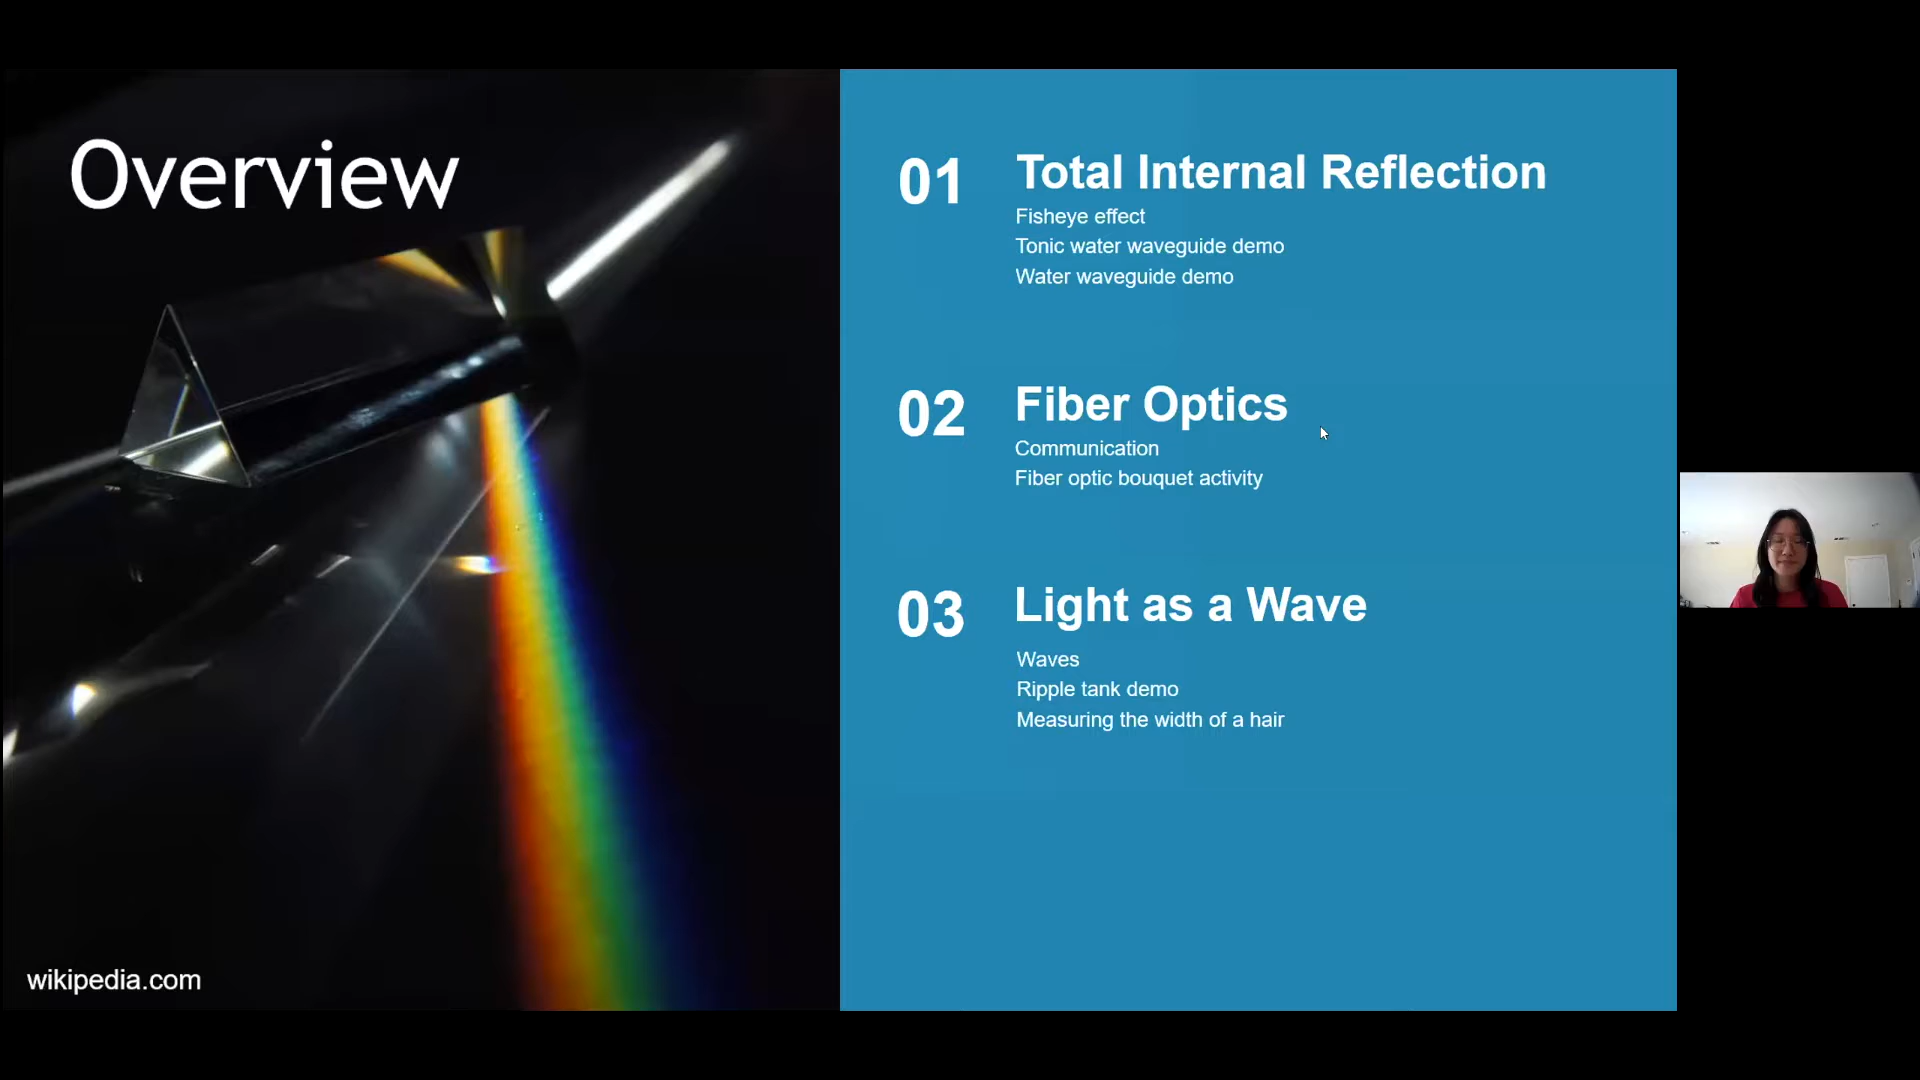 Overview
wikipedia.com
01
Total Internal Reflection
Fisheye effect
Tonic water waveguide demo
Water waveguide demo
02
Fiber Optics
Communication
Fiber optic bouquet activity
03
Light as a Wave
Waves
Ripple tank demo
Measuring the width of a hair